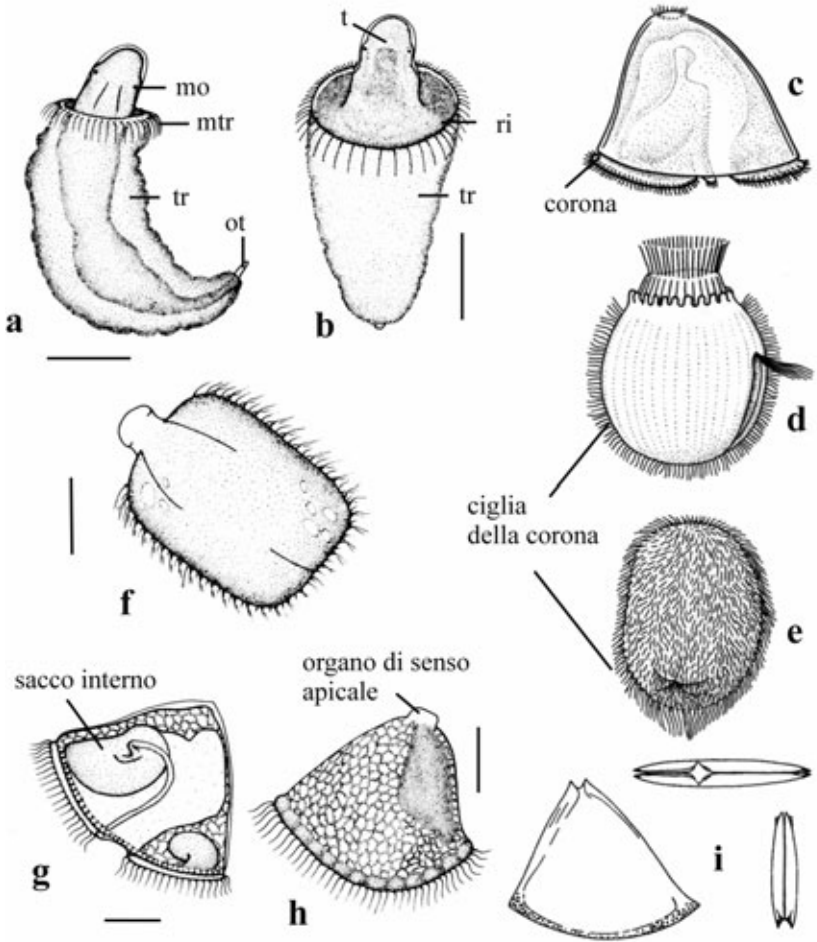 t
mo
mtr
ri
tr
tr
ot
a
b
c
corona
d
ciglia
della corona
e
f
sacco interno
organo di senso
apicale
g
h
i